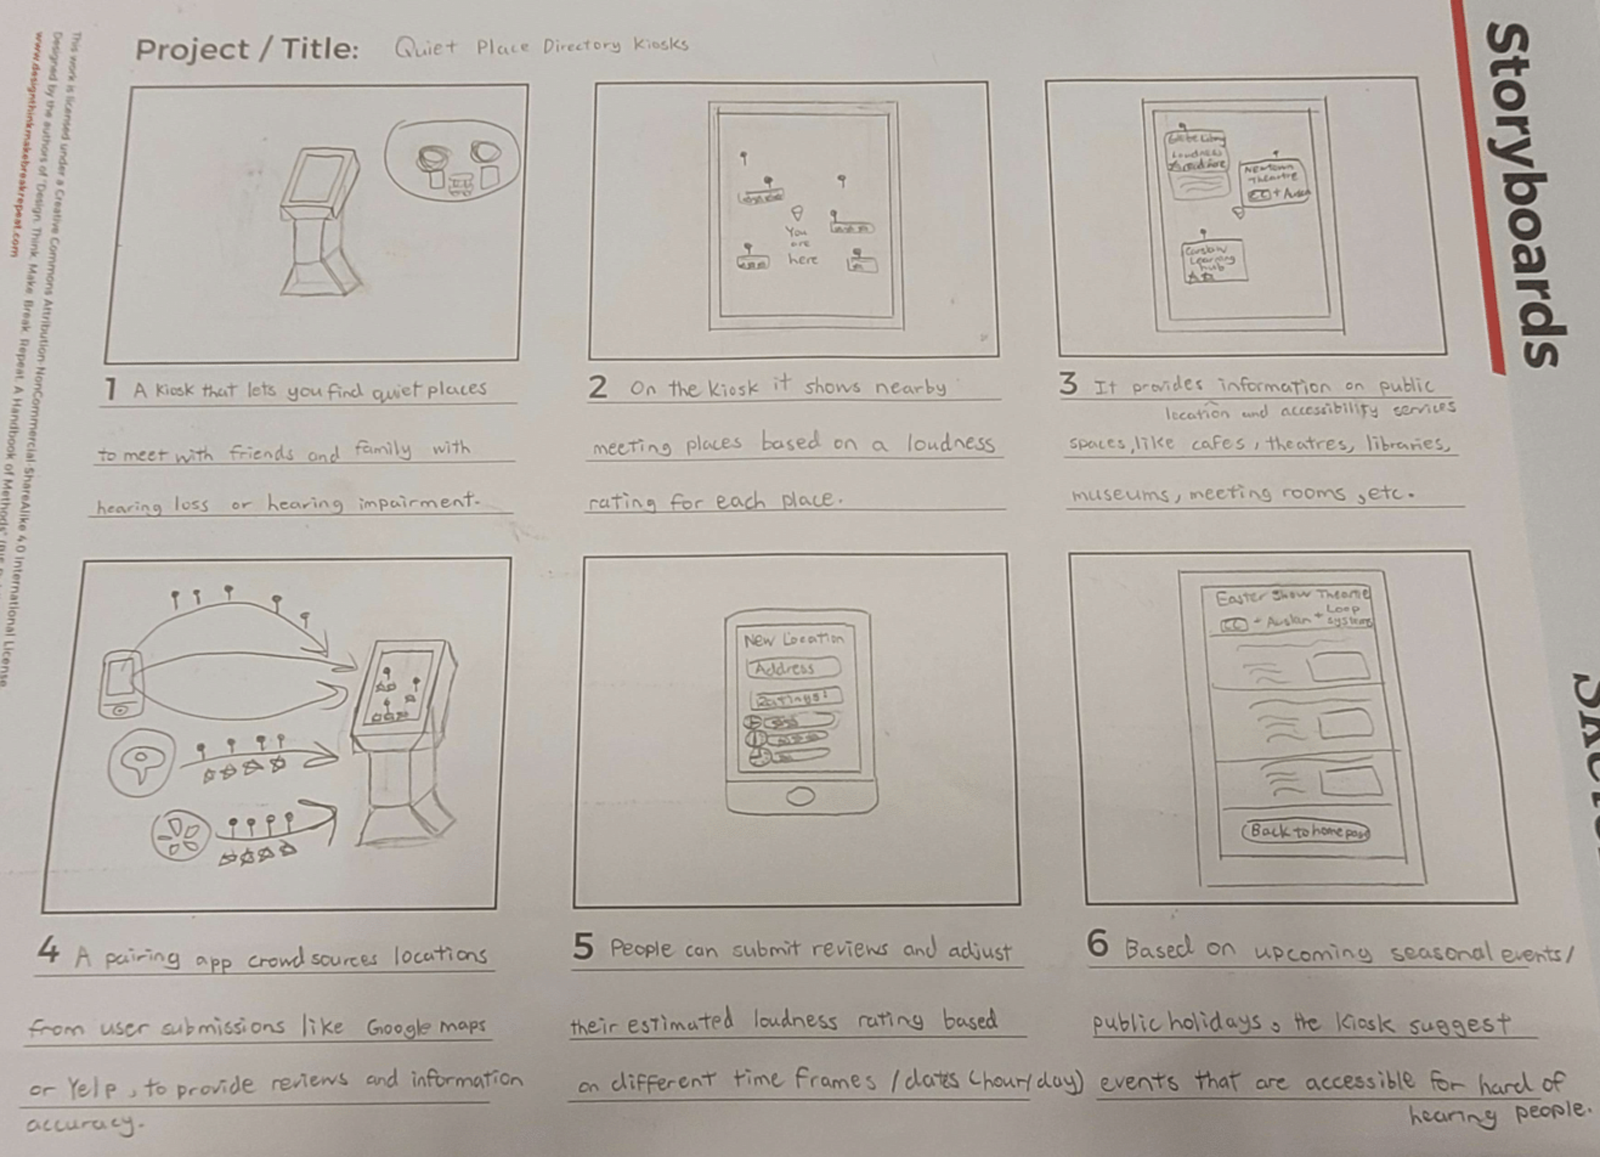 Storyboards
Project / Title: Quiet Place Directory Kiosks
This work is licensed under a Creative Commons Attribution-NonCommercial-ShareAlike 4.0 International License.
Designed by the authors of "Design. Think. Make. Break. Repeat. A Handbook of Methods"
www.designthinkmakebreakrepeat.com
1 A kiosk that lets you find quiet places
to meet with friends and family with
hearing loss or hearing impairment.
You
are
here
2 On the kiosk it shows nearby
meeting places based on a loudness
rating for each place.
Loudness
Newtown
Theartre
CC + Auslan
Learning
hub
3 It provides information on public
location and accessibility services
spaces, like cafes, theatres, libraries,
museums, meeting rooms, etc.
4 A pairing app crowdsources locations
from user submissions like Google maps
or Yelp, to provide reviews and information
accuracy.
New Location
Address
Ratings:
5 People can submit reviews and adjust
their estimated loudness rating based
on different time frames / dates (hour/day)
Easter Show Theatre
CC + Auslan + Loop
system
Back to home page
6 Based on upcoming seasonal events/
public holidays, the kiosk suggest
events that are accessible for hard of
hearing people.